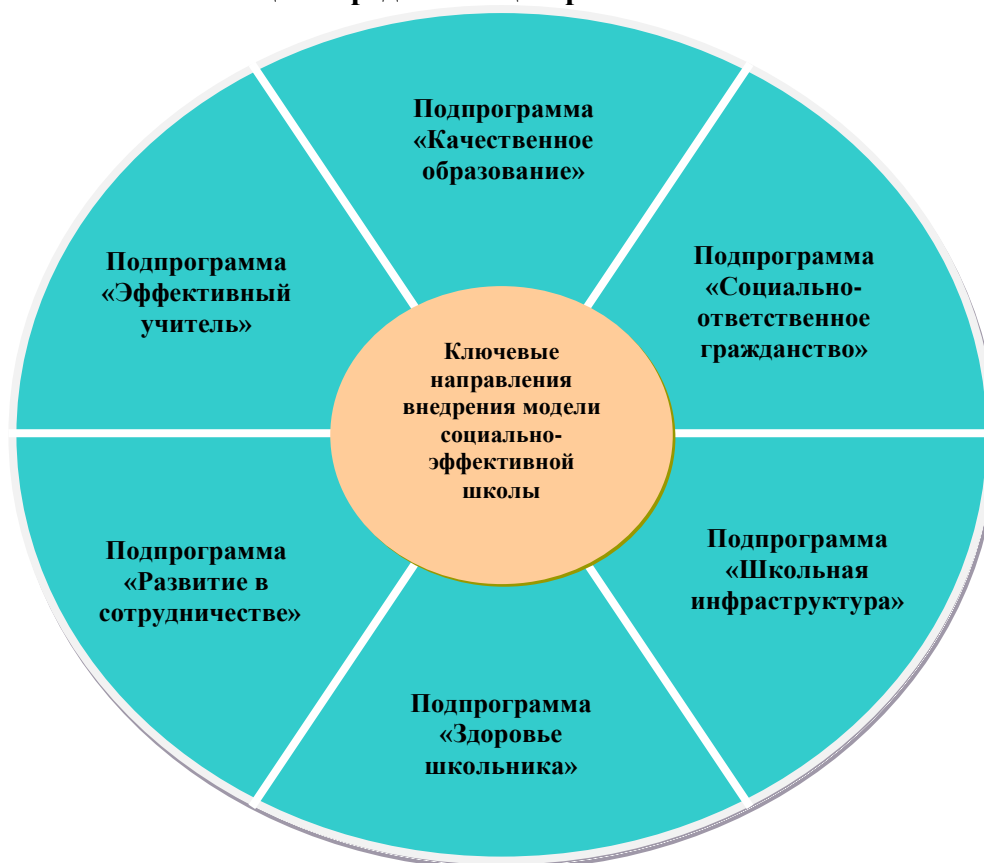 Подпрограмма
«Качественное
образование»
Подпрограмма
«Социально-
ответственное
гражданство»
Подпрограмма
«Школьная
инфраструктура»
Подпрограмма
«Здоровье
школьника»
Подпрограмма
«Развитие в
сотрудничестве»
Подпрограмма
«Эффективный
учитель»
Ключевые
направления
внедрения модели
социально-
эффективной
школы